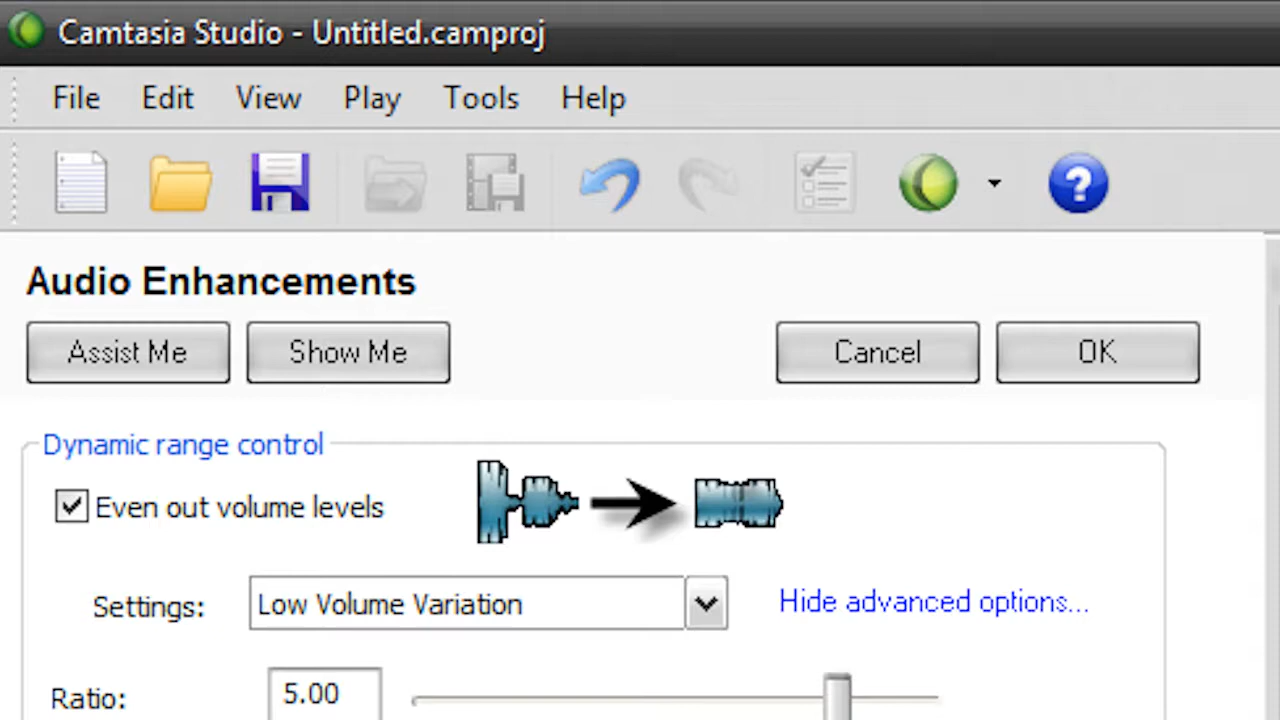 Camtasia Studio - Untitled.camproj
File Edit View Play Tools Help
?
Audio Enhancements
Assist Me Show Me Cancel OK
Dynamic range control
Even out volume levels
Settings: Low Volume Variation Hide advanced options...
Ratio: 5.00